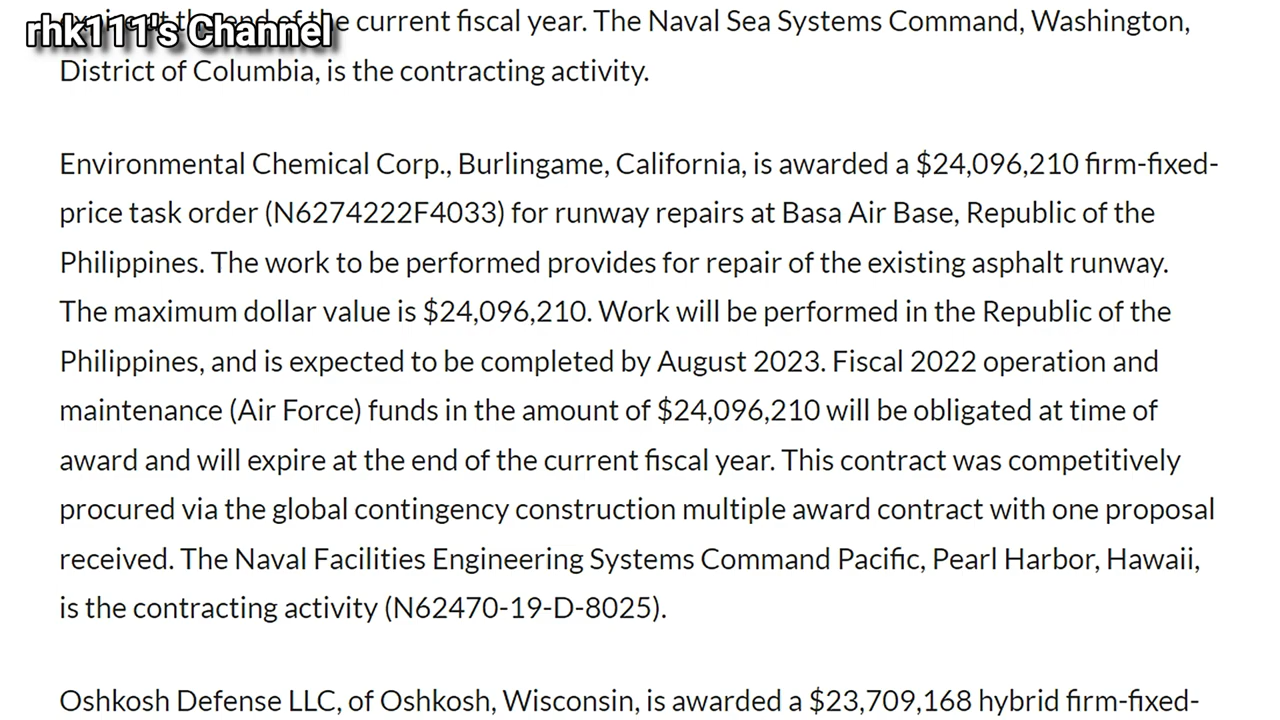 rhk111's Channel
the current fiscal year. The Naval Sea Systems Command, Washington,
District of Columbia, is the contracting activity.
Environmental Chemical Corp., Burlingame, California, is awarded a $24,096,210 firm-fixed-
price task order (N6274222F4033) for runway repairs at Basa Air Base, Republic of the
Philippines. The work to be performed provides for repair of the existing asphalt runway.
The maximum dollar value is $24,096,210. Work will be performed in the Republic of the
Philippines, and is expected to be completed by August 2023. Fiscal 2022 operation and
maintenance (Air Force) funds in the amount of $24,096,210 will be obligated at time of
award and will expire at the end of the current fiscal year. This contract was competitively
procured via the global contingency construction multiple award contract with one proposal
received. The Naval Facilities Engineering Systems Command Pacific, Pearl Harbor, Hawaii,
is the contracting activity (N62470-19-D-8025).
Oshkosh Defense LLC, of Oshkosh, Wisconsin, is awarded a $23,709,168 hybrid firm-fixed-